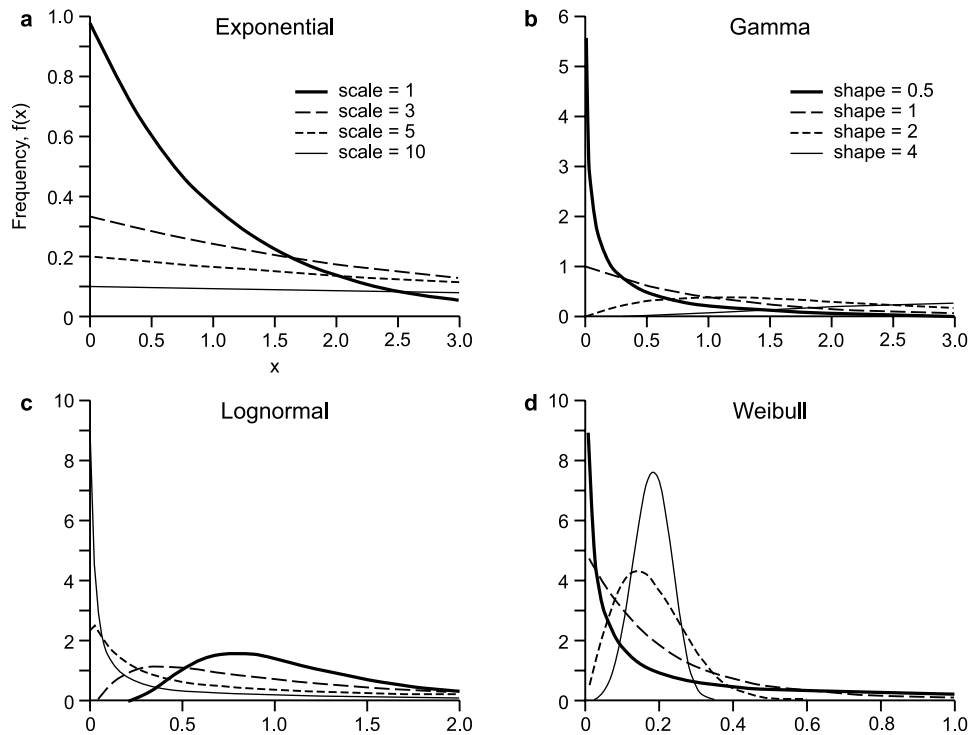 a
Exponential
1.0
0.8
0.6
0.4
0.2
0
Frequency, f(x)
scale = 1
scale = 3
scale = 5
scale = 10
0 0.5 1.0 1.5 2.0 2.5 3.0
x
b
Gamma
6
5
4
3
2
1
0
shape = 0.5
shape = 1
shape = 2
shape = 4
0 0.5 1.0 1.5 2.0 2.5 3.0
c
Lognormal
10
8
6
4
2
0
0 0.5 1.0 1.5 2.0
d
Weibull
10
8
6
4
2
0
0 0.2 0.4 0.6 0.8 1.0